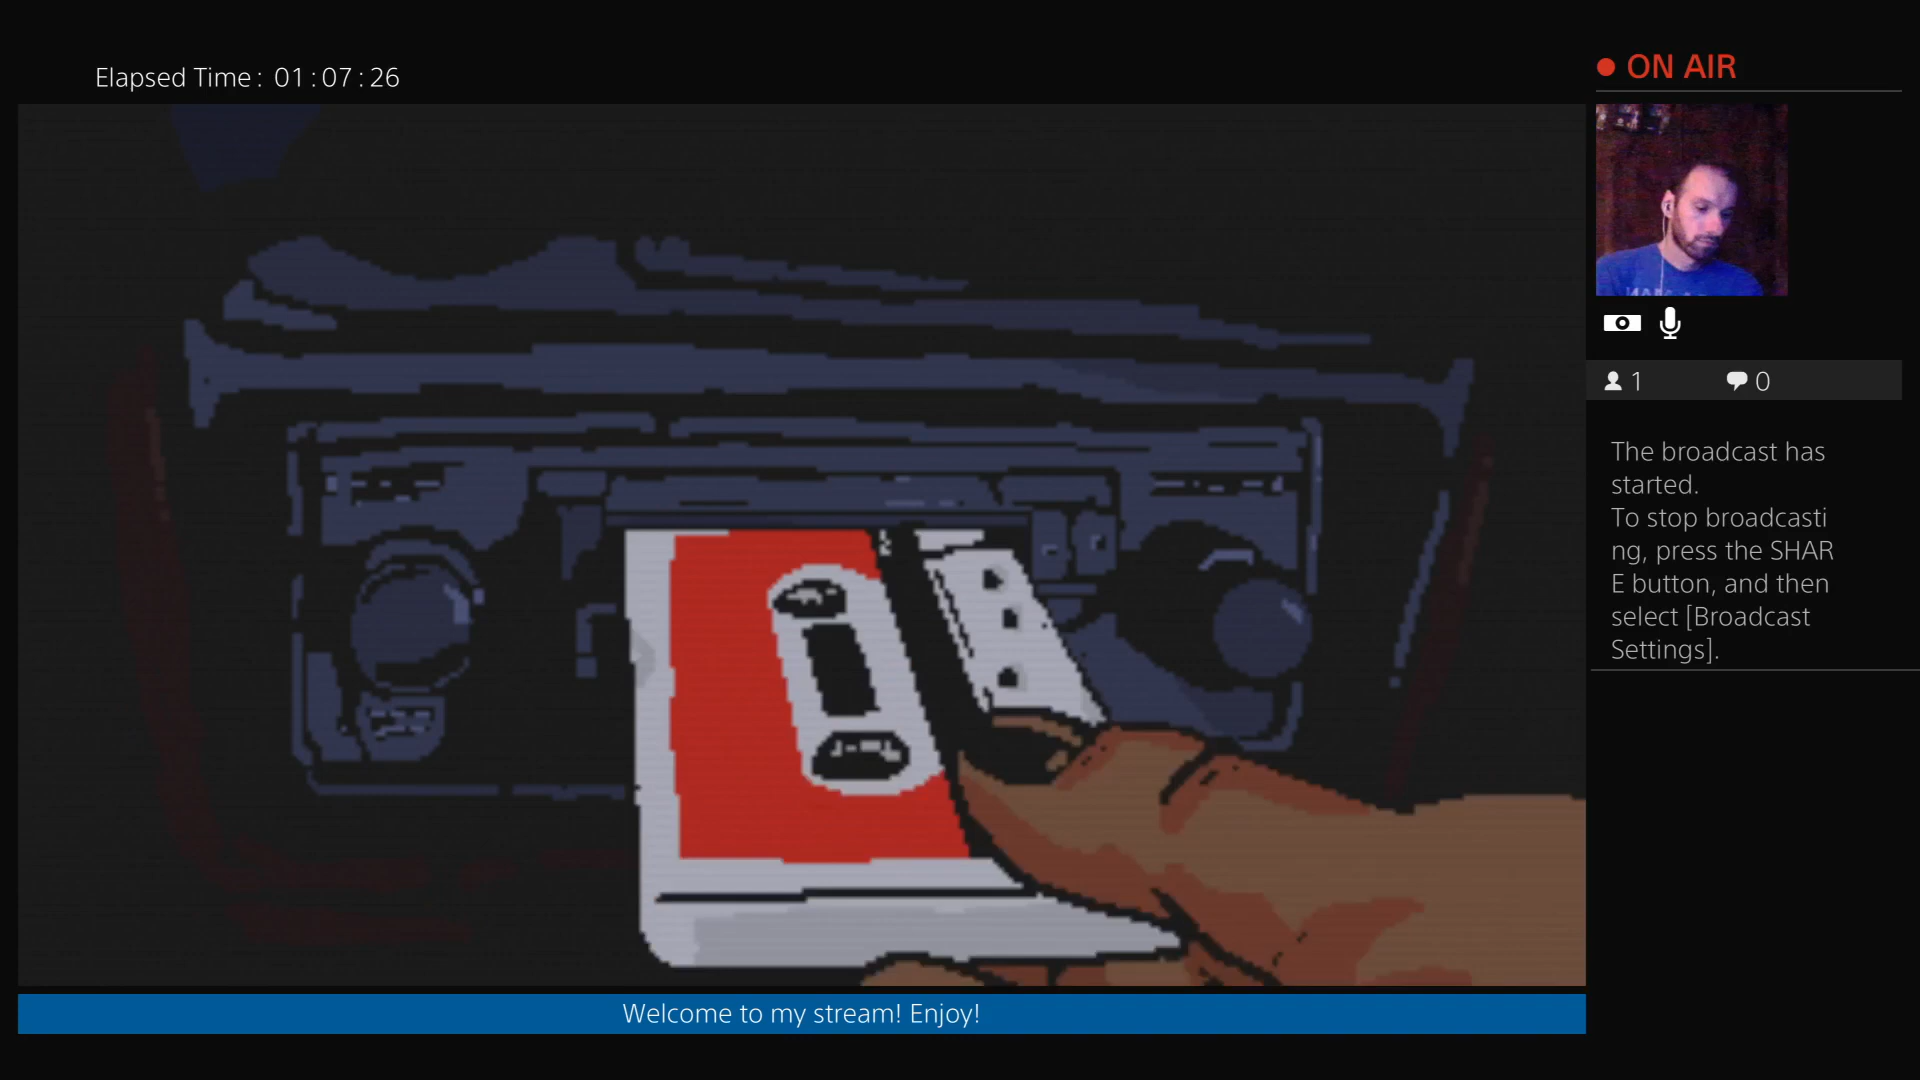 Elapsed Time: 01:07:26
ON AIR
1
0
The broadcast has
started.
To stop broadcasti
ng, press the SHAR
E button, and then
select [Broadcast
Settings].
Welcome to my stream! Enjoy!